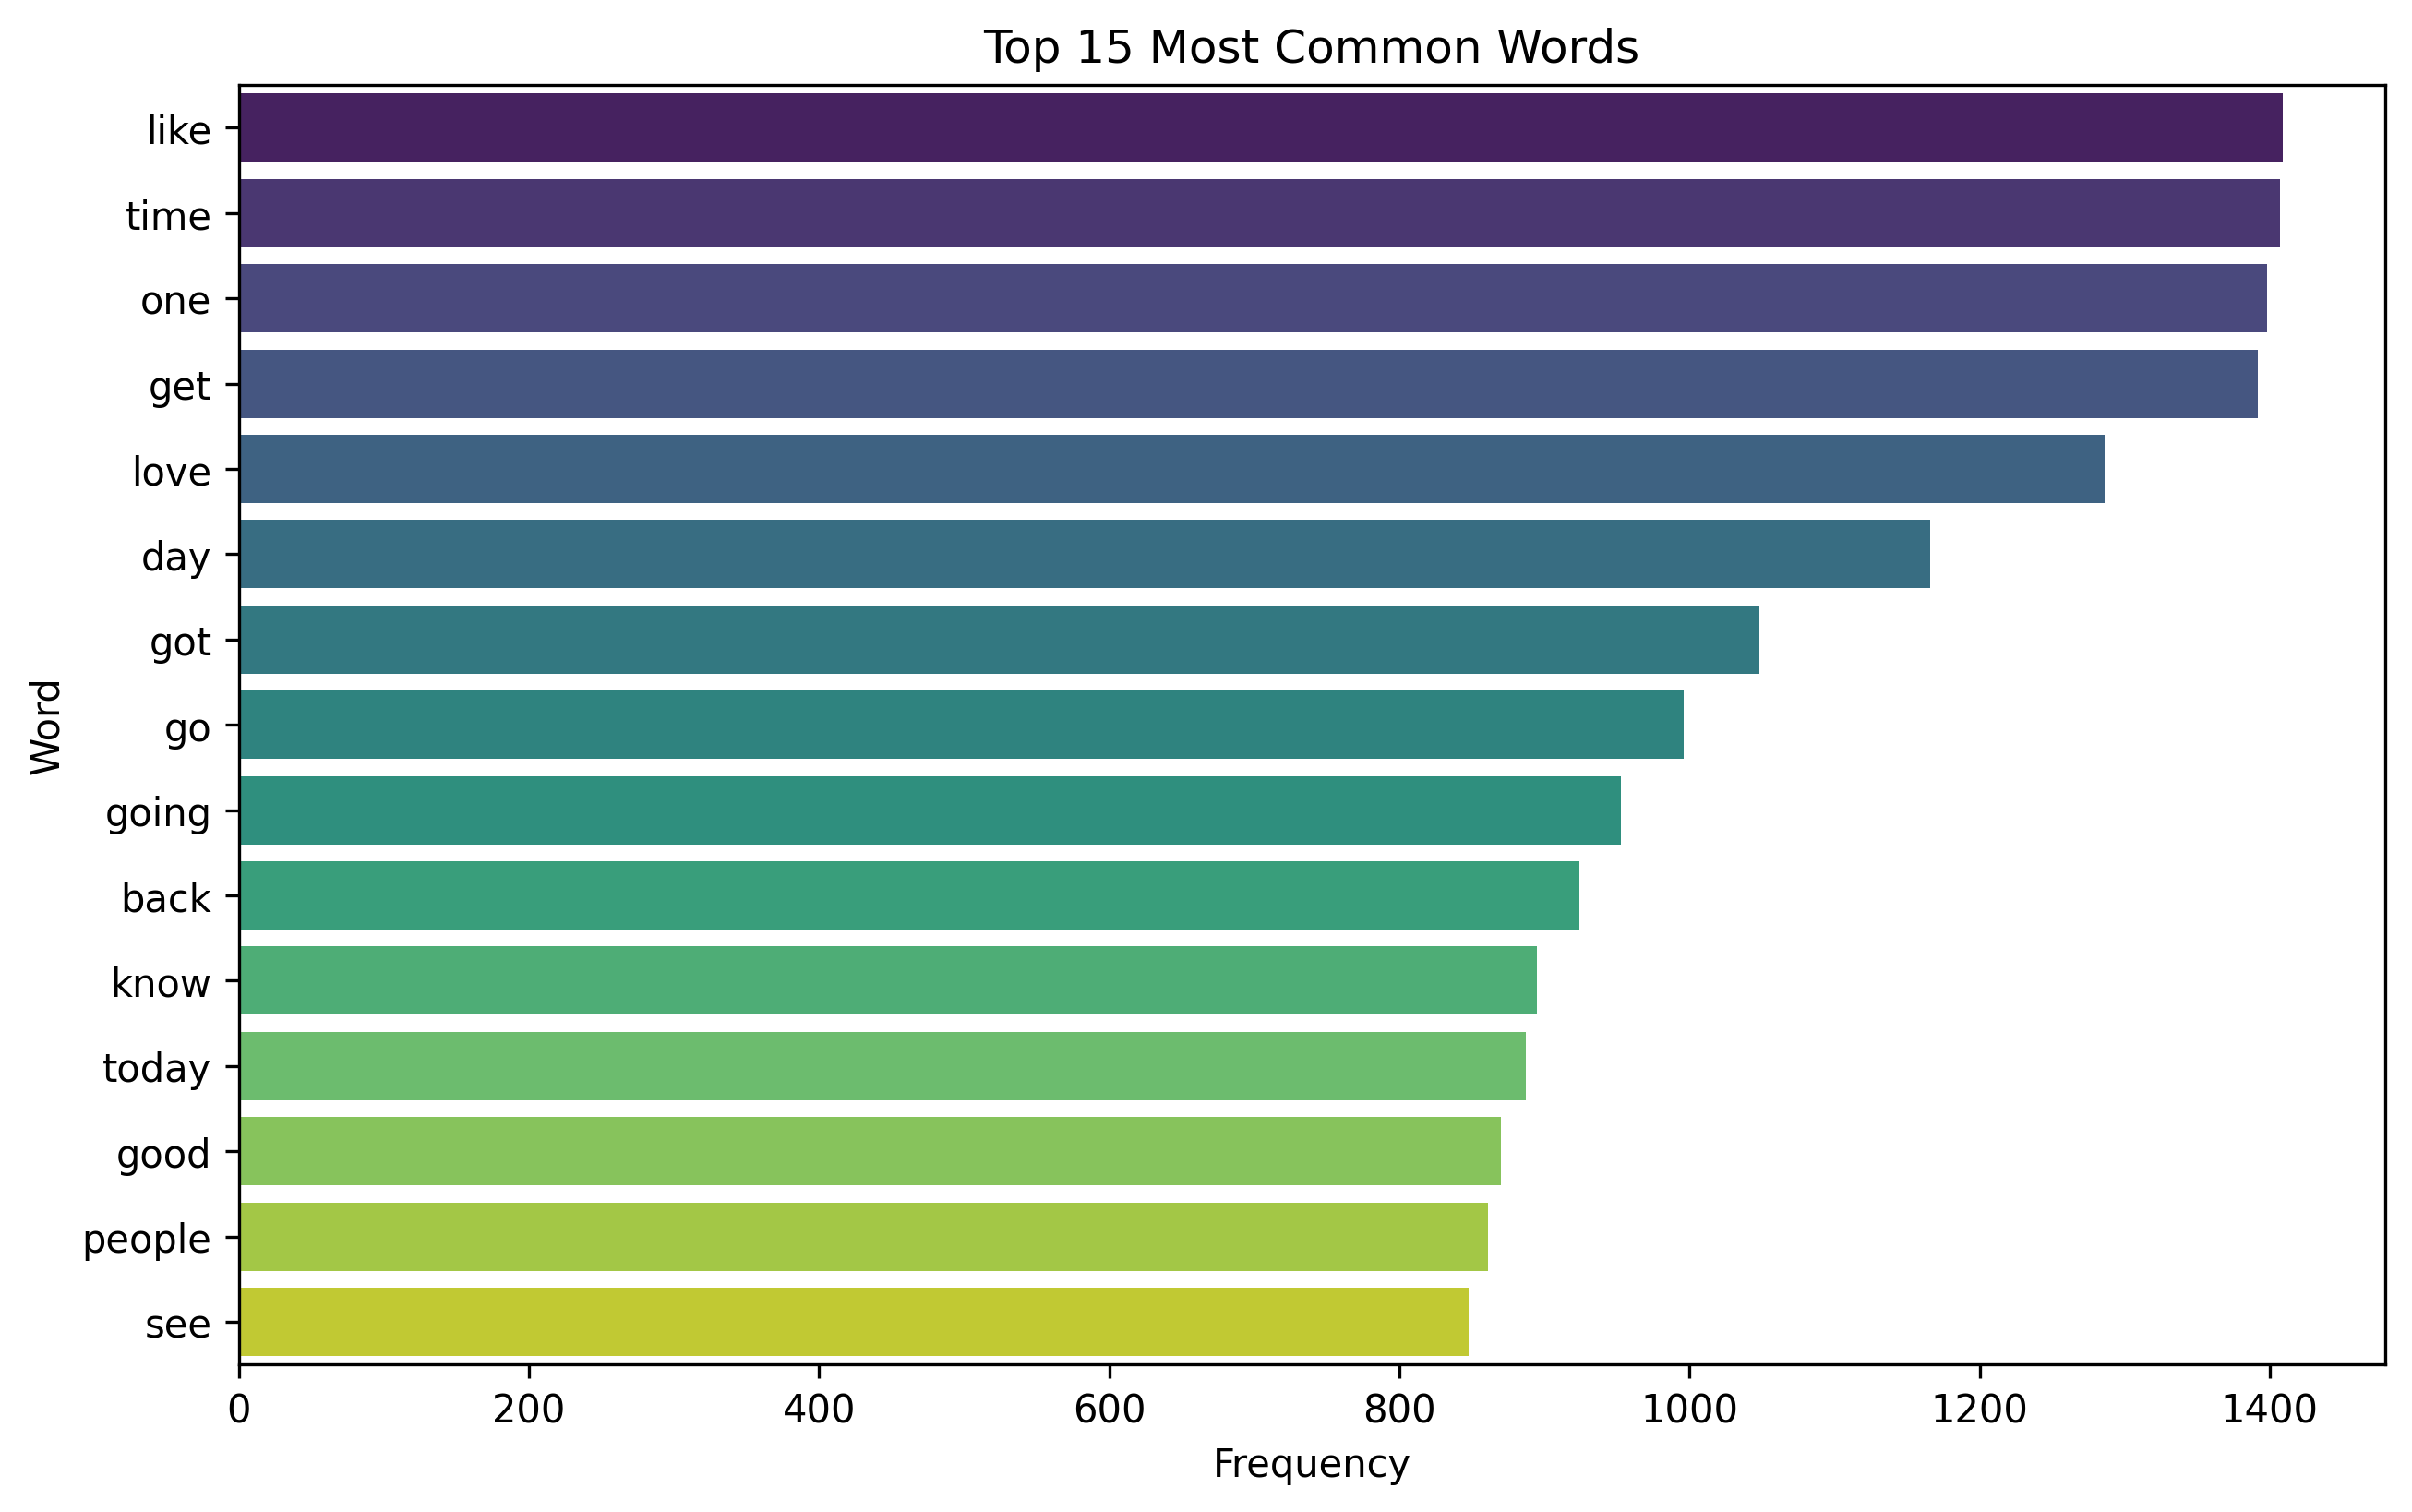 Top 15 Most Common Words
like
time
one
get
love
day
got
go
going
back
know
today
good
people
see
Word
0 200 400 600 800 1000 1200 1400
Frequency